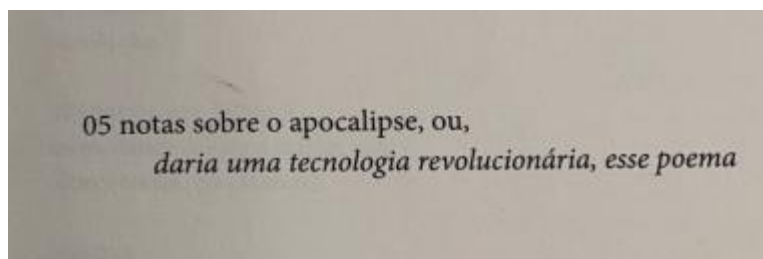 05 notas sobre o apocalipse, ou,
daria uma tecnologia revolucionária, esse poema